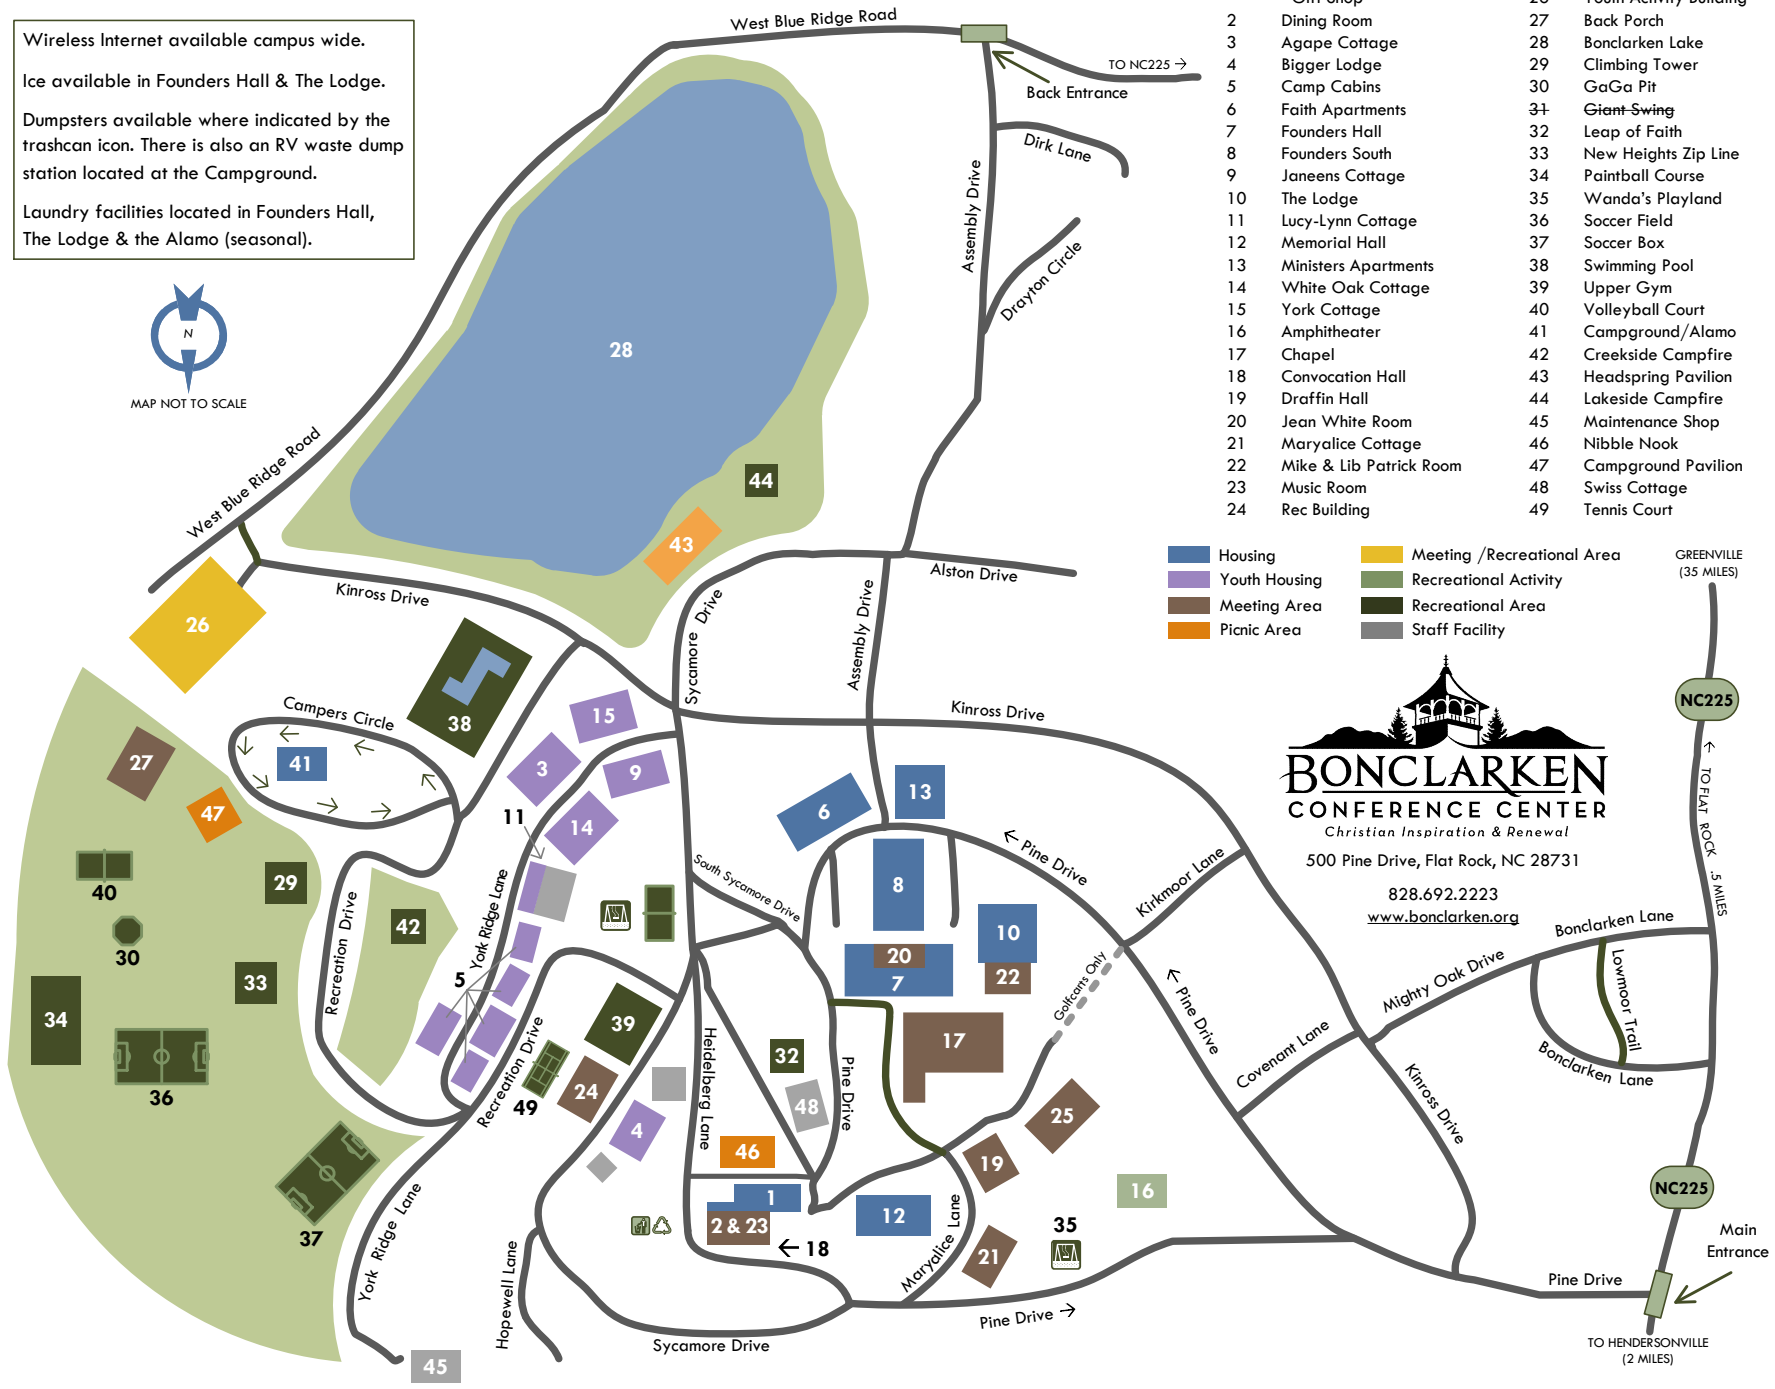 Wireless Internet available campus wide.
Ice available in Founders Hall & The Lodge.
Dumpsters available where indicated by the
trashcan icon. There is also an RV waste dump
station located at the Campground.
Laundry facilities located in Founders Hall,
The Lodge & the Alamo (seasonal).
N
MAP NOT TO SCALE
West Blue Ridge Road
TO NC225 →
Back Entrance
Dirk Lane
Assembly Drive
Drayton Circle
28
44
43
West Blue Ridge Road
Kinross Drive
26
Sycamore Drive
Assembly Drive
Alston Drive
Kinross Drive
Campers Circle
38
41
27
47
15
3
9
14
11
6
13
8
← Pine Drive
Kirkmoor Lane
South Sycamore Drive
York Ridge Lane
Recreation Drive
40
29
30
42
33
34
36
37
5
10
20
7
22
Golfcarts Only
17
← Pine Drive
Covenant Lane
Mighty Oak Drive
Bonclarken Lane
Lowmoor Trail
Bonclarken Lane
Kinross Drive
39
Recreation Drive
49
24
4
Heidelberg Lane
32
48
Pine Drive
46
1
2 & 23
← 18
12
25
19
21
16
35
Maryalice Lane
Pine Drive →
Sycamore Drive
Hopewell Lane
York Ridge Lane
45
Pine Drive
Main
Entrance
TO HENDERSONVILLE
(2 MILES)
NC225
NC225
GREENVILLE
(35 MILES)
← TO FLAT ROCK .5 MILES
2 Dining Room
3 Agape Cottage
4 Bigger Lodge
5 Camp Cabins
6 Faith Apartments
7 Founders Hall
8 Founders South
9 Janeens Cottage
10 The Lodge
11 Lucy-Lynn Cottage
12 Memorial Hall
13 Ministers Apartments
14 White Oak Cottage
15 York Cottage
16 Amphitheater
17 Chapel
18 Convocation Hall
19 Draffin Hall
20 Jean White Room
21 Maryalice Cottage
22 Mike & Lib Patrick Room
23 Music Room
24 Rec Building
27 Back Porch
28 Bonclarken Lake
29 Climbing Tower
30 GaGa Pit
31 Giant Swing
32 Leap of Faith
33 New Heights Zip Line
34 Paintball Course
35 Wanda's Playland
36 Soccer Field
37 Soccer Box
38 Swimming Pool
39 Upper Gym
40 Volleyball Court
41 Campground/Alamo
42 Creekside Campfire
43 Headspring Pavilion
44 Lakeside Campfire
45 Maintenance Shop
46 Nibble Nook
47 Campground Pavilion
48 Swiss Cottage
49 Tennis Court
Housing
Youth Housing
Meeting Area
Picnic Area
Meeting /Recreational Area
Recreational Activity
Recreational Area
Staff Facility
BONCLARKEN
CONFERENCE CENTER
Christian Inspiration & Renewal
500 Pine Drive, Flat Rock, NC 28731
828.692.2223
www.bonclarken.org